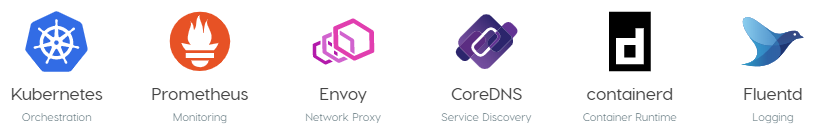 Kubernetes Prometheus Envoy CoreDNS containerd Fluentd
Orchestration Monitoring Network Proxy Service Discovery Container Runtime Logging